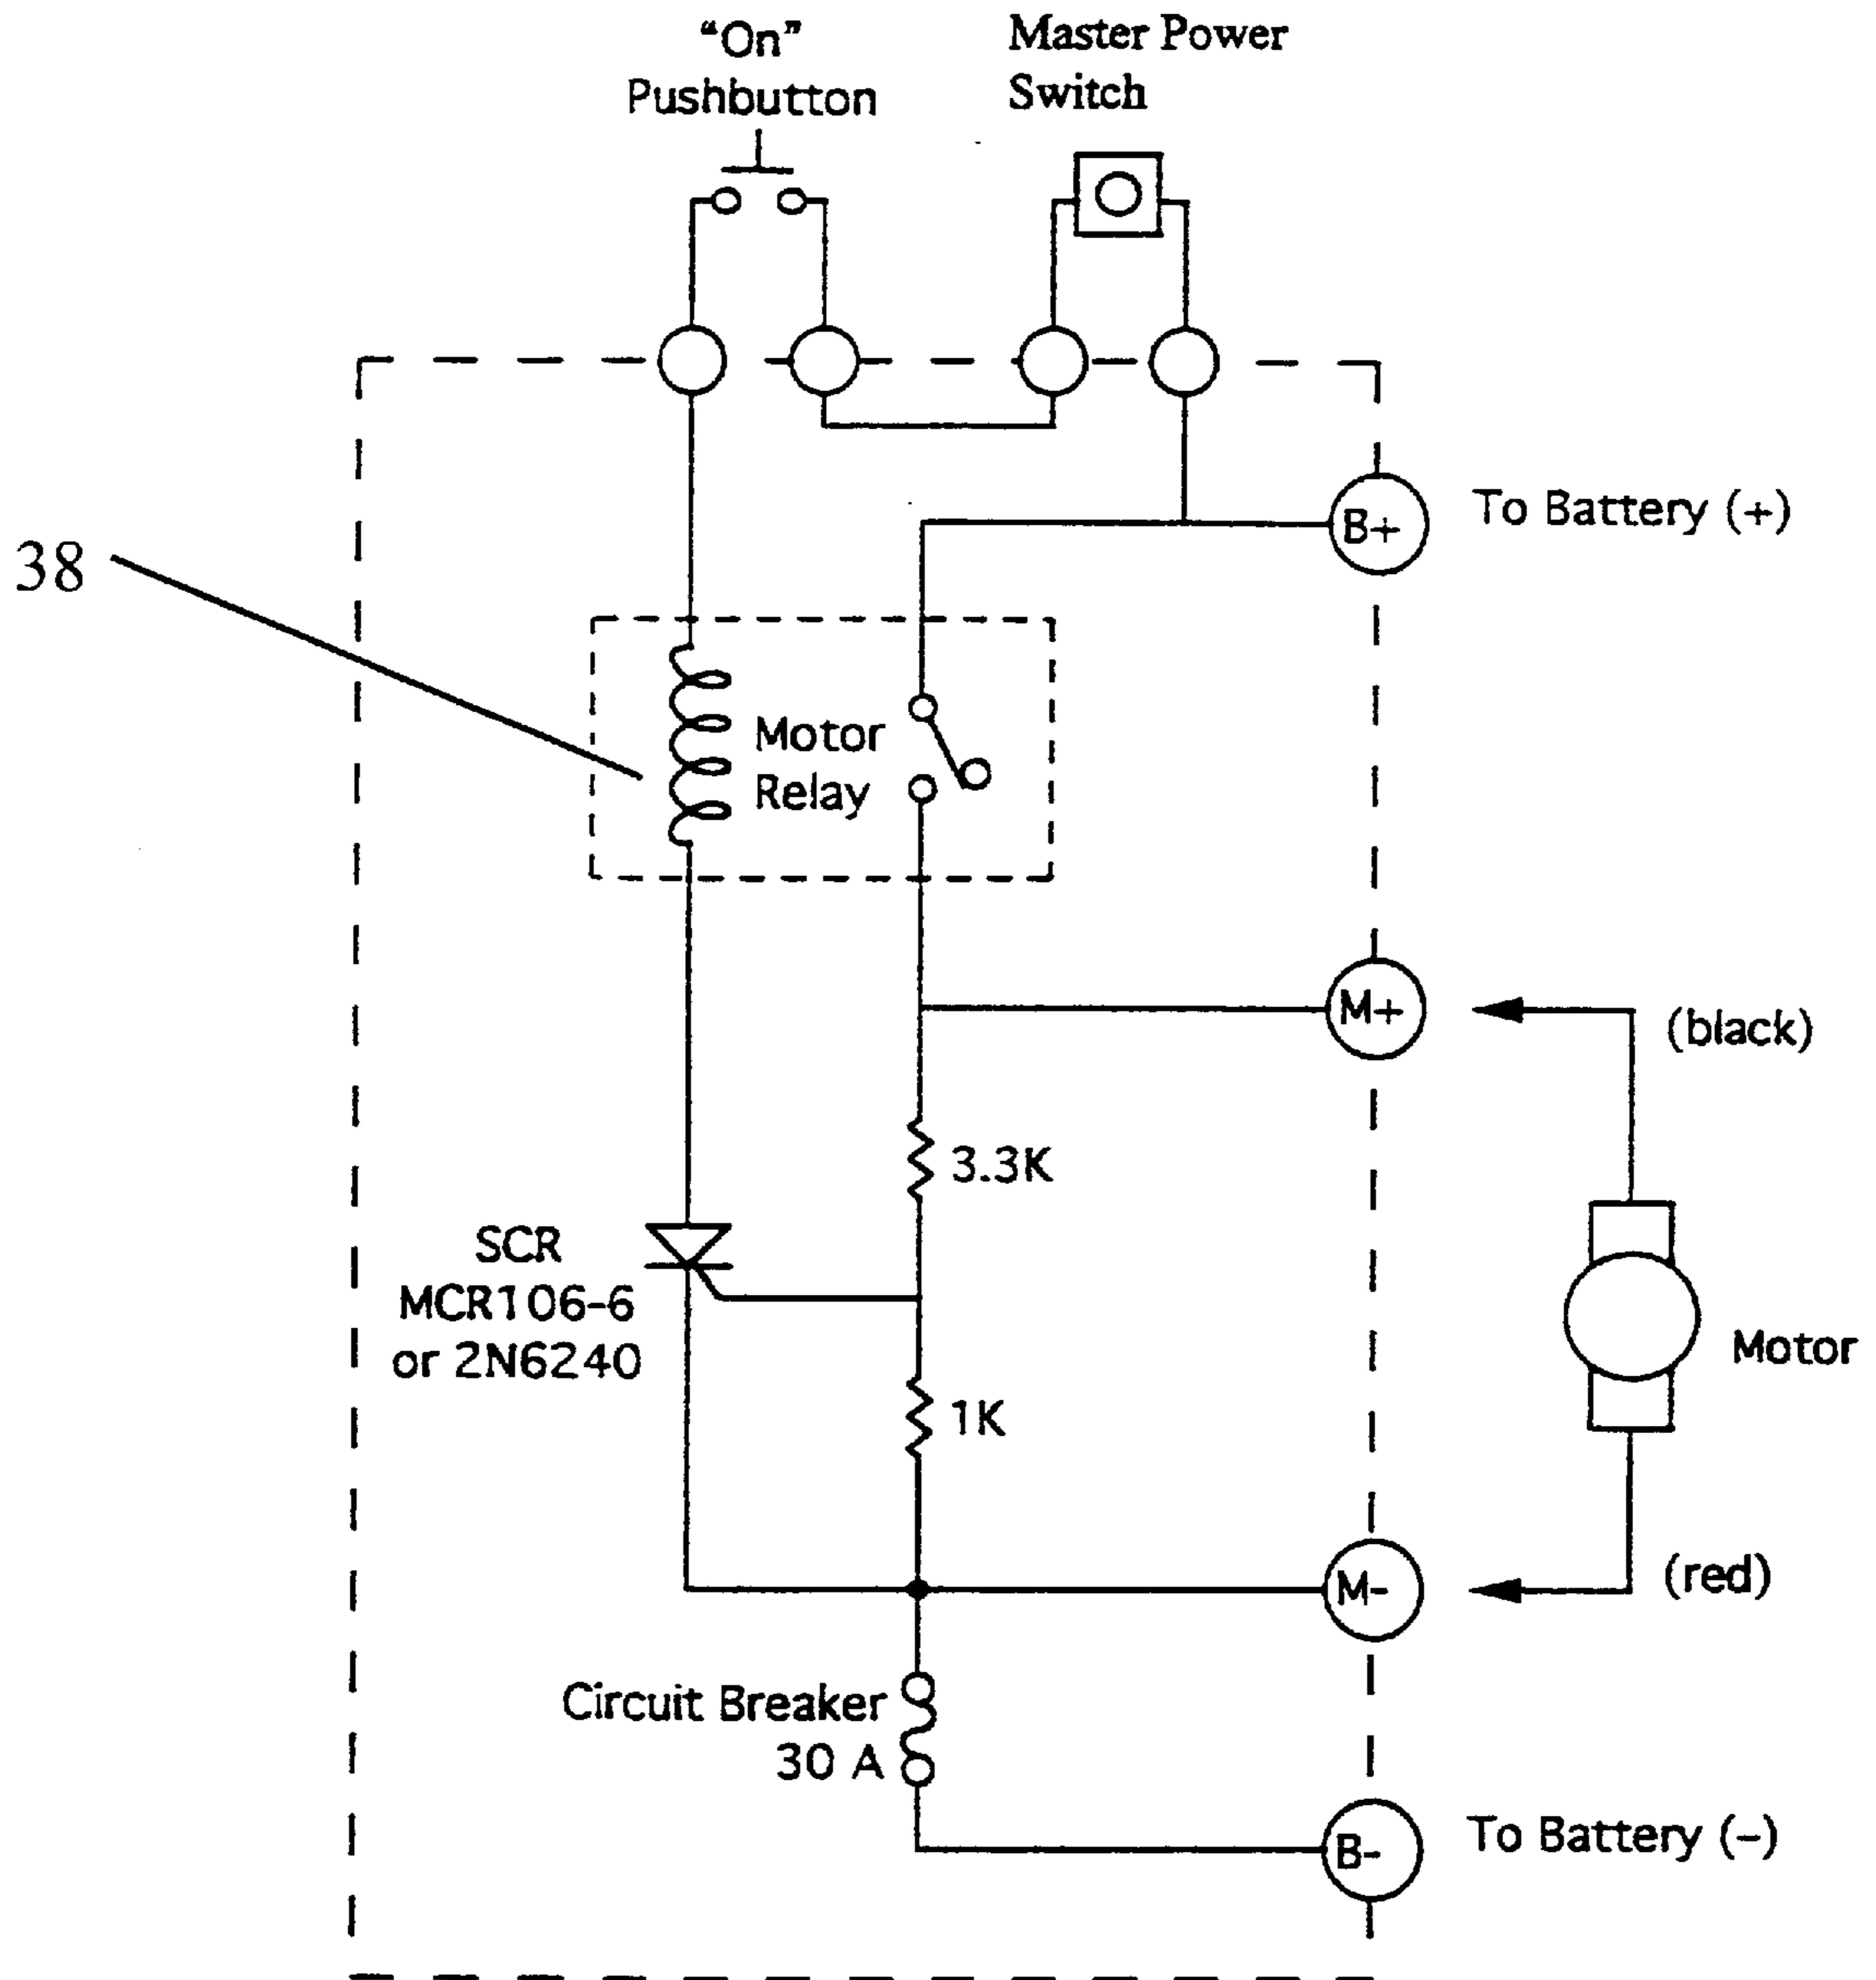 “On”
Pushbutton
Master Power
Switch
B+
To Battery (+)
38
Motor
Relay
M+
(black)
3.3K
SCR
MCR106-6
or 2N6240
1K
Motor
M-
(red)
Circuit Breaker
30 A
B-
To Battery (–)